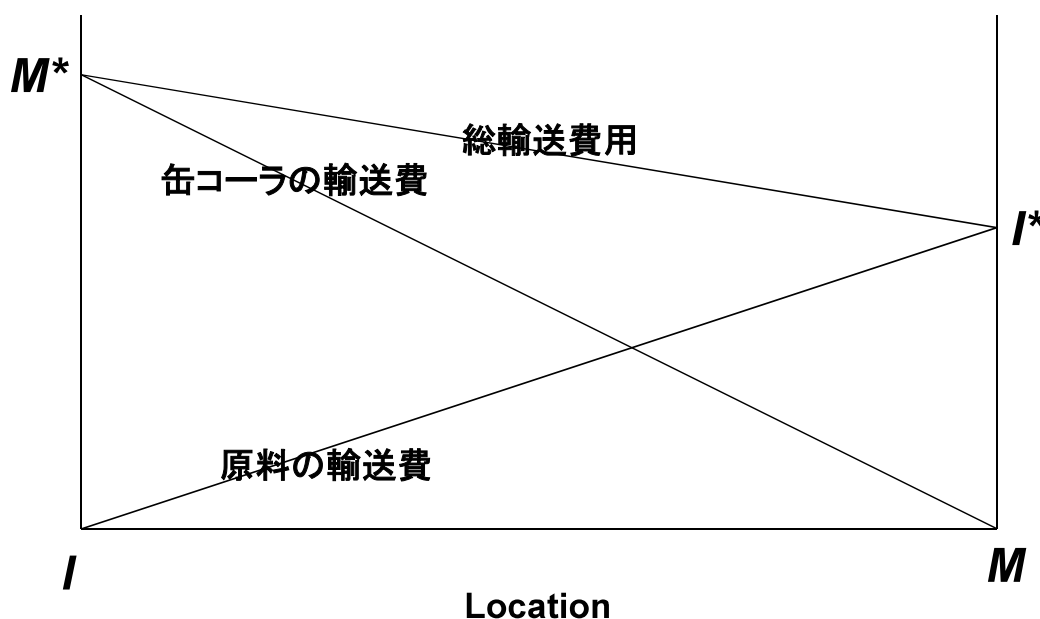 M*
総輸送費用
缶コーラの輸送費
I*
原料の輸送費
I
M
Location